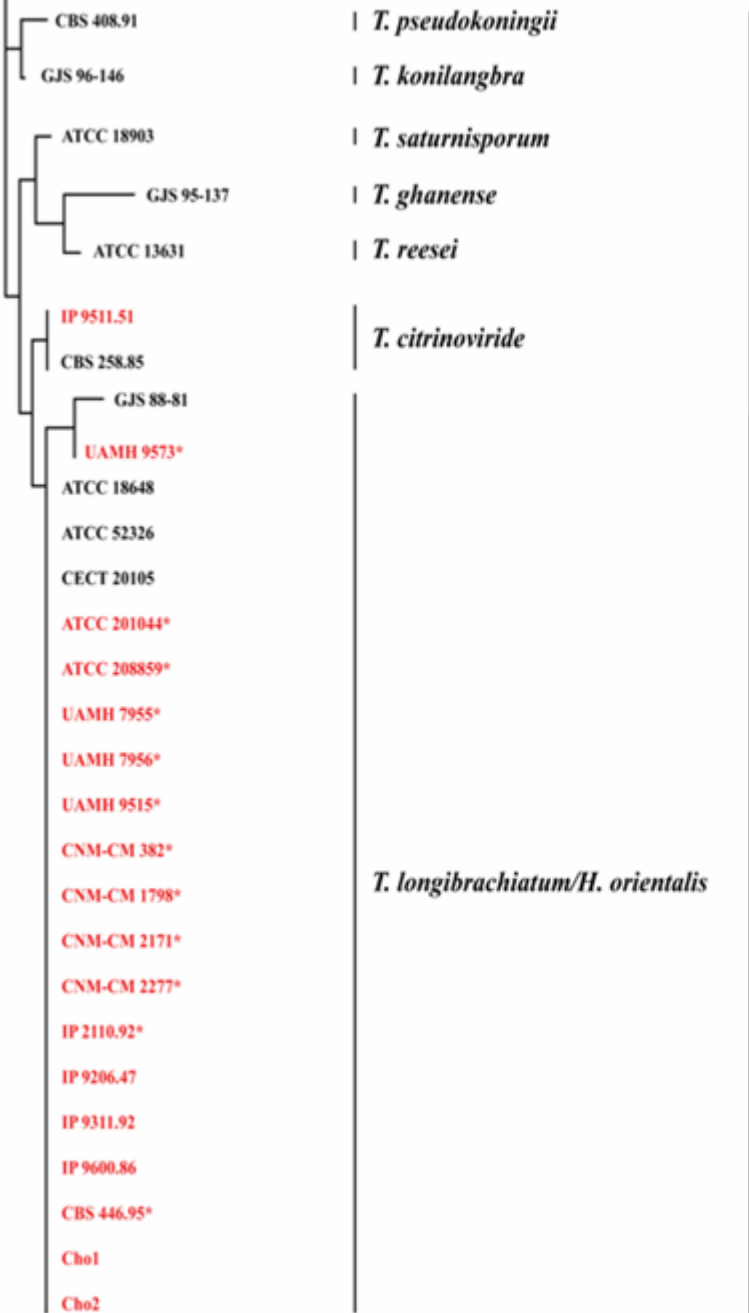 CBS 408.91 T. pseudokoningii
GJS 96-146 T. konilangbra
ATCC 18903 T. saturnisporum
GJS 95-137 T. ghanense
ATCC 13631 T. reesei
IP 9511.51
T. citrinoviride
CBS 258.85
GJS 88-81
UAMH 9573*
ATCC 18648
ATCC 52326
CECT 20105
ATCC 201044*
ATCC 208859*
UAMH 7955*
UAMH 7956*
UAMH 9515*
CNM-CM 382*
T. longibrachiatum/H. orientalis
CNM-CM 1798*
CNM-CM 2171*
CNM-CM 2277*
IP 2110.92*
IP 9206.47
IP 9311.92
IP 9600.86
CBS 446.95*
Cho1
Cho2